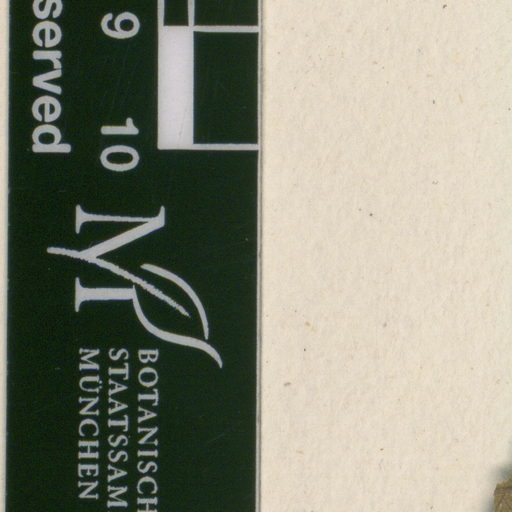 served
9 10
BOTANISCH
STAATSSAM
MÜNCHEN